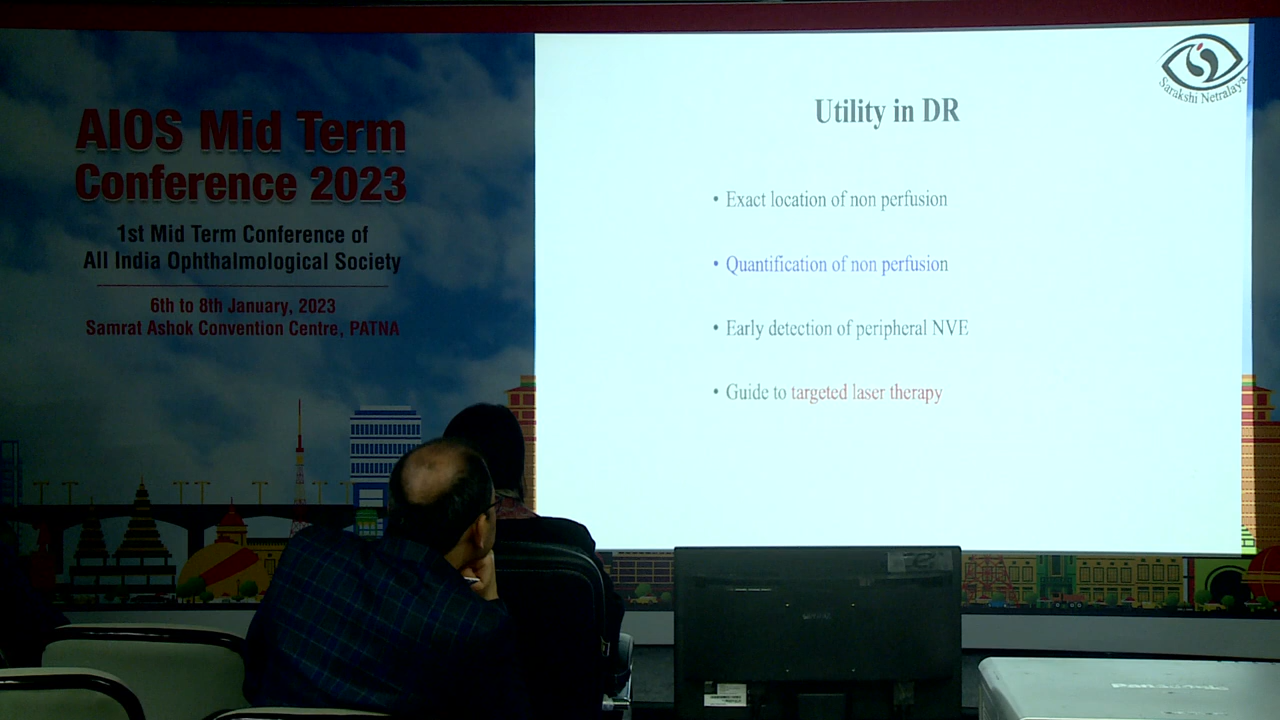 AIOS Mid Term
Conference 2023
1st Mid Term Conference of
All India Ophthalmological Society
6th to 8th January, 2023
Samrat Ashok Convention Centre, PATNA
Sarakshi Netralaya
Utility in DR
• Exact location of non perfusion
• Quantification of non perfusion
• Early detection of peripheral NVE
• Guide to targeted laser therapy
Panasonic